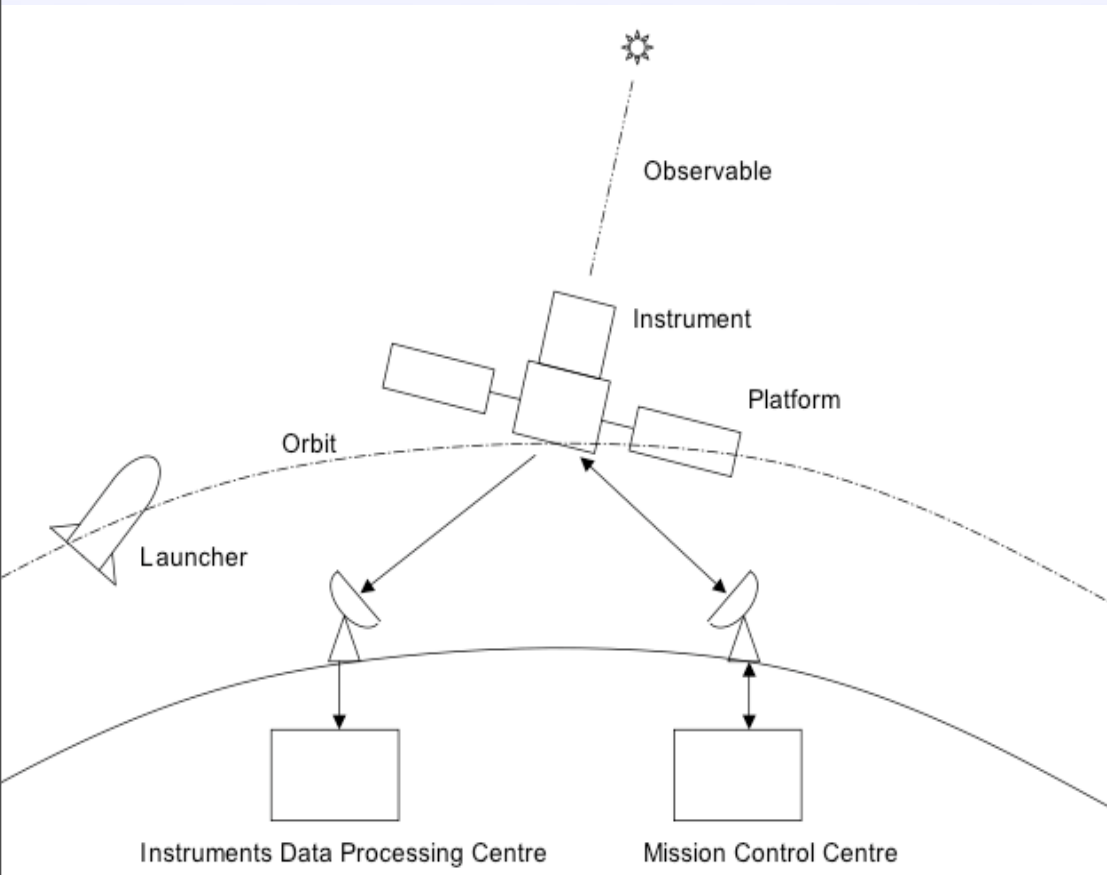 Observable
Instrument
Platform
Orbit
Launcher
Instruments Data Processing Centre
Mission Control Centre